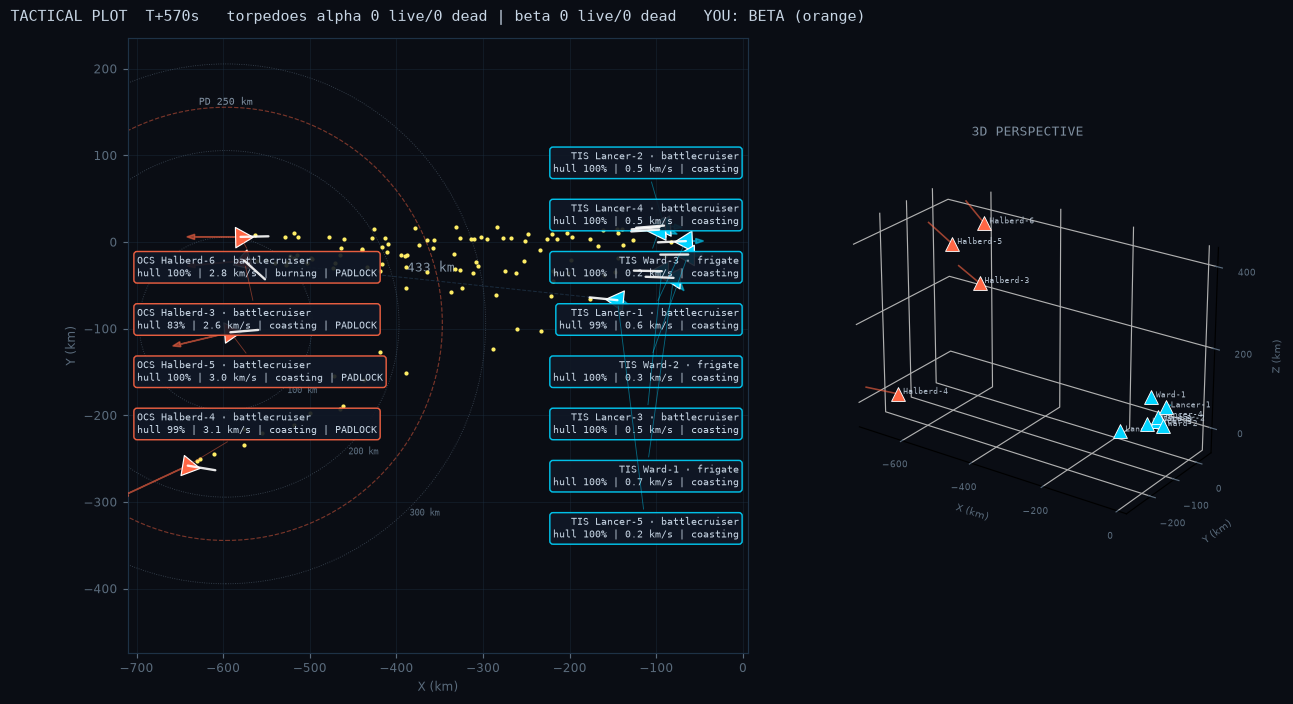 TACTICAL PLOT  T+570s   torpedoes alpha 0 live/0 dead | beta 0 live/0 dead   YOU: BETA (orange)
200
100
0
−100
−200
−300
−400
Y (km)
−700
−600
−500
−400
−300
−200
−100
0
X (km)
PD 250 km
100 km
200 km
300 km
433 km
OCS Halberd-6 · battlecruiser
hull 100% | 2.8 km/s | burning | PADLOCK
OCS Halberd-3 · battlecruiser
hull 83% | 2.6 km/s | coasting | PADLOCK
OCS Halberd-5 · battlecruiser
hull 100% | 3.0 km/s | coasting | PADLOCK
OCS Halberd-4 · battlecruiser
hull 99% | 3.1 km/s | coasting | PADLOCK
TIS Lancer-2 · battlecruiser
hull 100% | 0.5 km/s | coasting
TIS Lancer-4 · battlecruiser
hull 100% | 0.5 km/s | coasting
TIS Ward-3 · frigate
hull 100% | 0.2 km/s | coasting
TIS Lancer-1 · battlecruiser
hull 99% | 0.6 km/s | coasting
TIS Ward-2 · frigate
hull 100% | 0.3 km/s | coasting
TIS Lancer-3 · battlecruiser
hull 100% | 0.5 km/s | coasting
TIS Ward-1 · frigate
hull 100% | 0.7 km/s | coasting
TIS Lancer-5 · battlecruiser
hull 100% | 0.2 km/s | coasting
3D PERSPECTIVE
Halberd-6
Halberd-5
Halberd-3
Halberd-4
Ward-1
Lancer-1
Ward-2
400
200
0
Z (km)
−600
−400
−200
0
X (km)
0
−100
−200
Y (km)